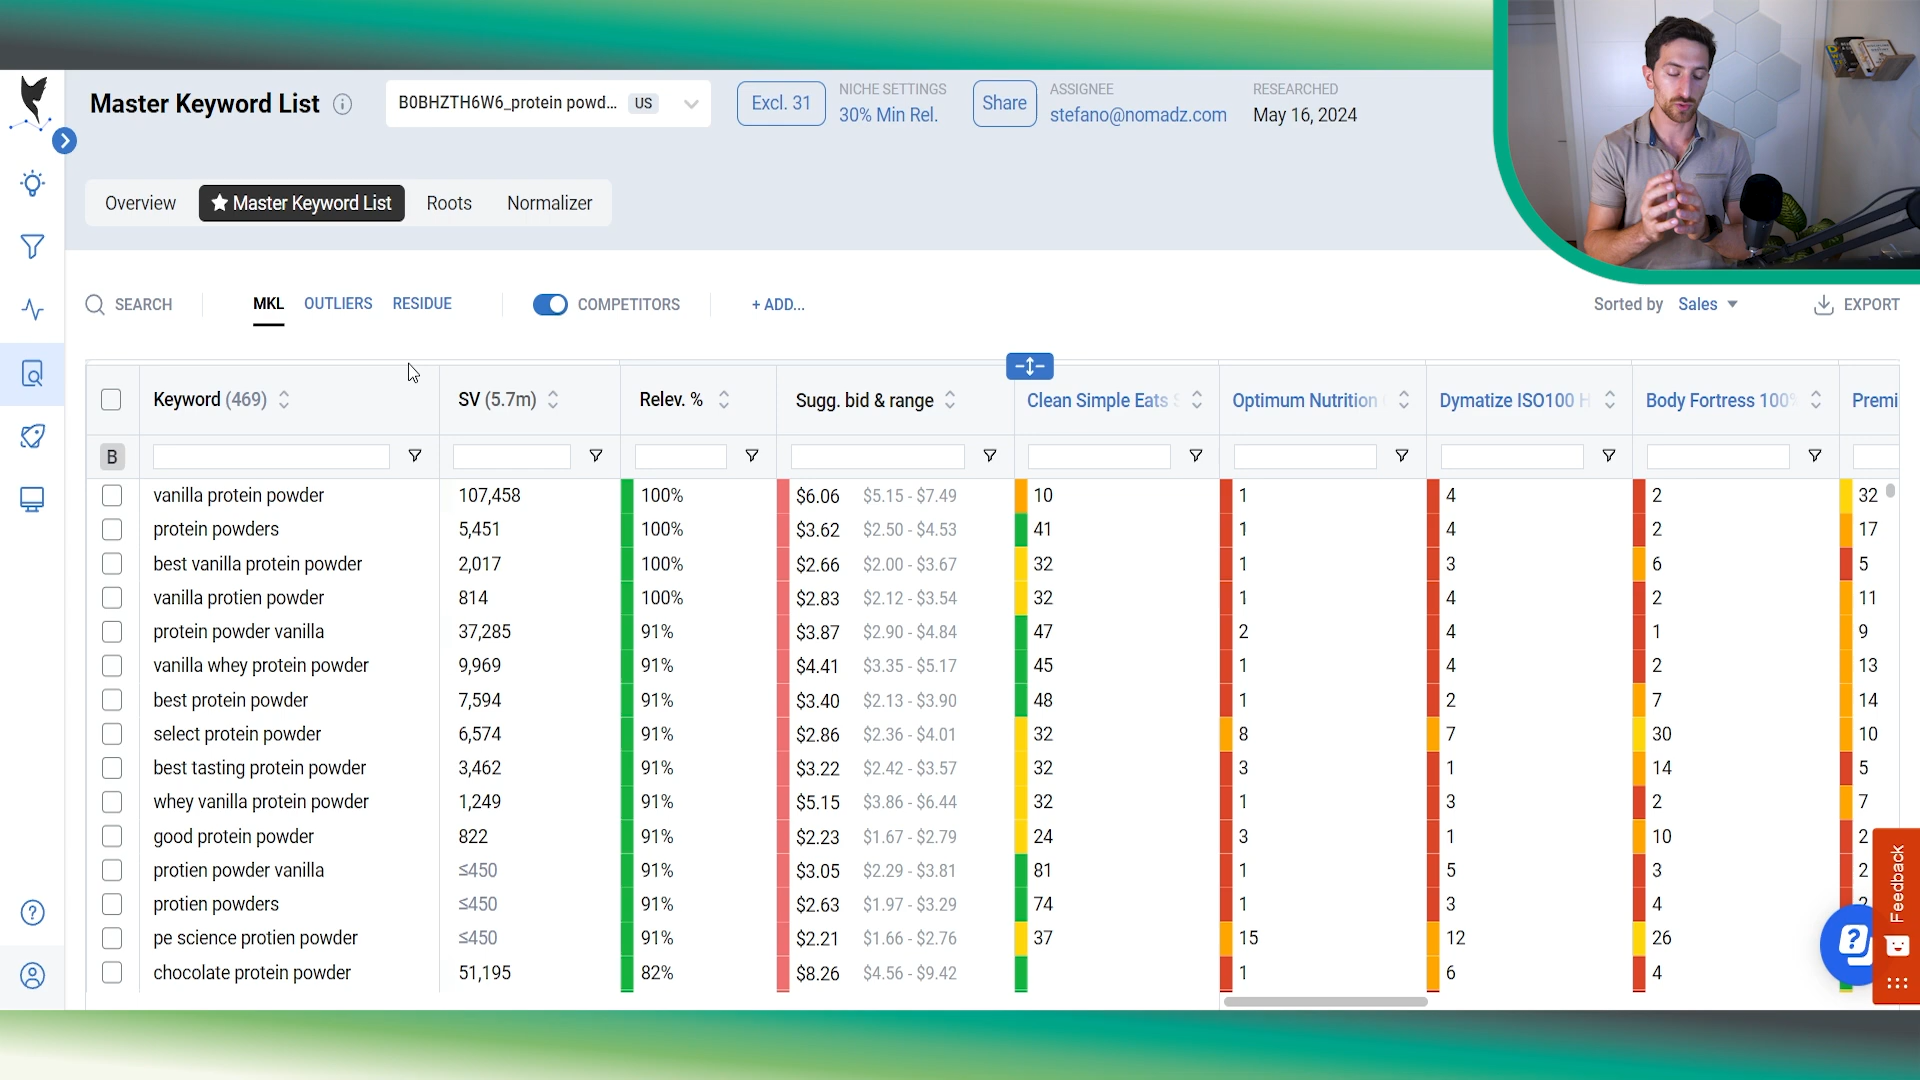 Master Keyword List
B0BHZTH6W6_protein powd... US
Excl. 31
NICHE SETTINGS
30% Min Rel.
Share
ASSIGNEE
stefano@nomadz.com
RESEARCHED
May 16, 2024
Overview
Master Keyword List
Roots
Normalizer
SEARCH
MKL
OUTLIERS
RESIDUE
COMPETITORS
+ ADD...
Sorted by Sales
EXPORT
Keyword (469) SV (5.7m) Relev. % Sugg. bid & range Clean Simple Eats Optimum Nutrition Dymatize ISO100 Body Fortress 100% Premi
B
vanilla protein powder 107,458 100% $6.06 $5.15 - $7.49 10 1 4 2 32
protein powders 5,451 100% $3.62 $2.50 - $4.53 41 1 4 2 17
best vanilla protein powder 2,017 100% $2.66 $2.00 - $3.67 32 1 3 6 5
vanilla protien powder 814 100% $2.83 $2.12 - $3.54 32 1 4 2 11
protein powder vanilla 37,285 91% $3.87 $2.90 - $4.84 47 2 4 1 9
vanilla whey protein powder 9,969 91% $4.41 $3.35 - $5.17 45 1 4 2 13
best protein powder 7,594 91% $3.40 $2.13 - $3.90 48 1 2 7 14
select protein powder 6,574 91% $2.86 $2.36 - $4.01 32 8 7 30 10
best tasting protein powder 3,462 91% $3.22 $2.42 - $3.57 32 3 1 14 5
whey vanilla protein powder 1,249 91% $5.15 $3.86 - $6.44 32 1 3 2 7
good protein powder 822 91% $2.23 $1.67 - $2.79 24 3 1 10 2
protien powder vanilla ≤450 91% $3.05 $2.29 - $3.81 81 1 5 3 2
protien powders ≤450 91% $2.63 $1.97 - $3.29 74 1 3 4 2
pe science protien powder ≤450 91% $2.21 $1.66 - $2.76 37 15 12 26
chocolate protein powder 51,195 82% $8.26 $4.56 - $9.42 1 6 4
Feedback